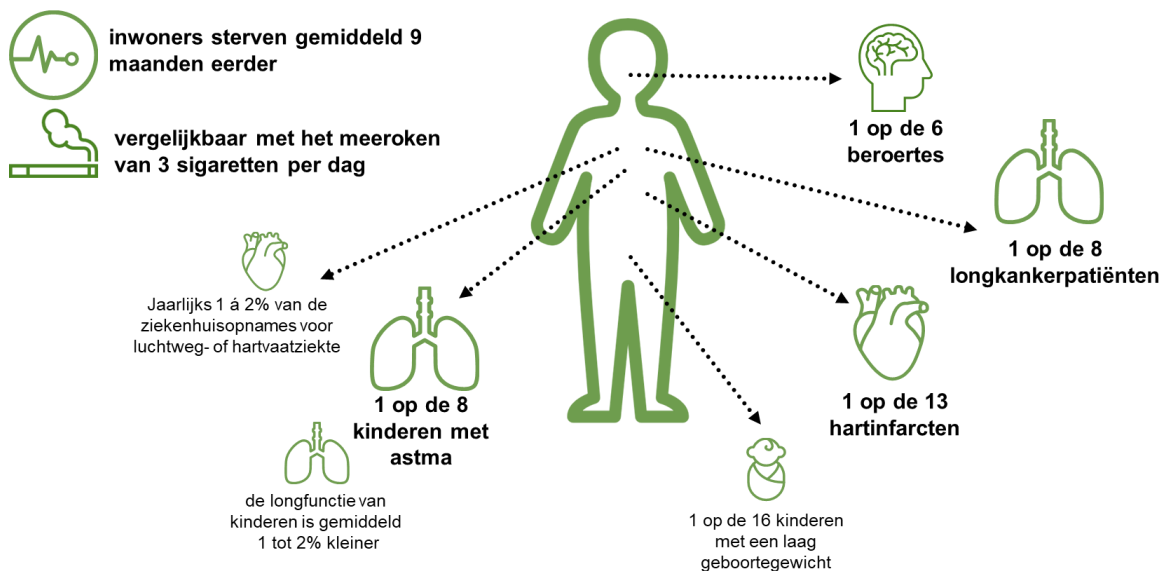 inwoners sterven gemiddeld 9
maanden eerder
vergelijkbaar met het meeroken
van 3 sigaretten per dag
1 op de 6
beroertes
1 op de 8
longkankerpatiënten
Jaarlijks 1 á 2% van de
ziekenhuisopnames voor
luchtweg- of hartvaatziekte
1 op de 8
kinderen met
astma
1 op de 13
hartinfarcten
de longfunctie van
kinderen is gemiddeld
1 tot 2% kleiner
1 op de 16 kinderen
met een laag
geboortegewicht